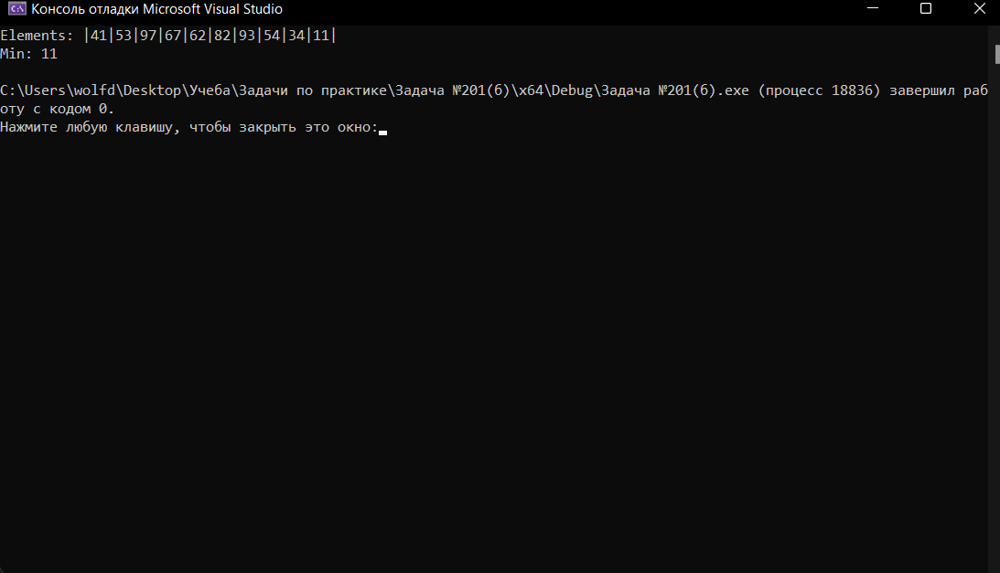 Консоль отладки Microsoft Visual Studio
Elements: |41|53|97|67|62|82|93|54|34|11|
Min: 11
C:\Users\wolfd\Desktop\Учеба\Задачи по практике\Задача №201(б)\x64\Debug\Задача №201(б).exe (процесс 18836) завершил раб
оту с кодом 0.
Нажмите любую клавишу, чтобы закрыть это окно: